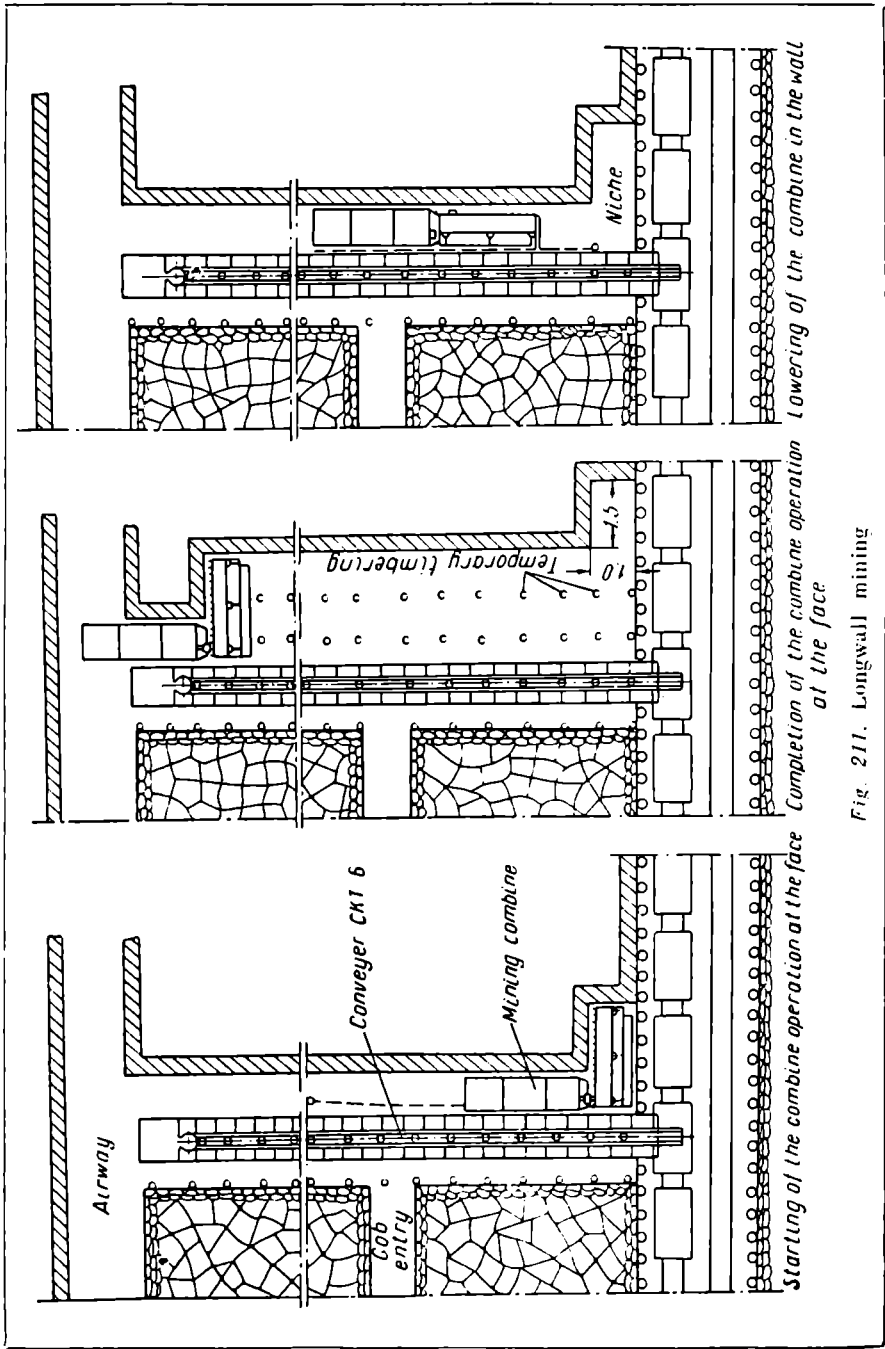 Airway
Cob
entry
Conveyer CK1 6
Mining combine
Starting of the combine operation at the face
Temporary timbering
1.0
1.5
Completion of the combine operation
at the face
Niche
Lowering of the combine in the wall
Fig. 211. Longwall mining